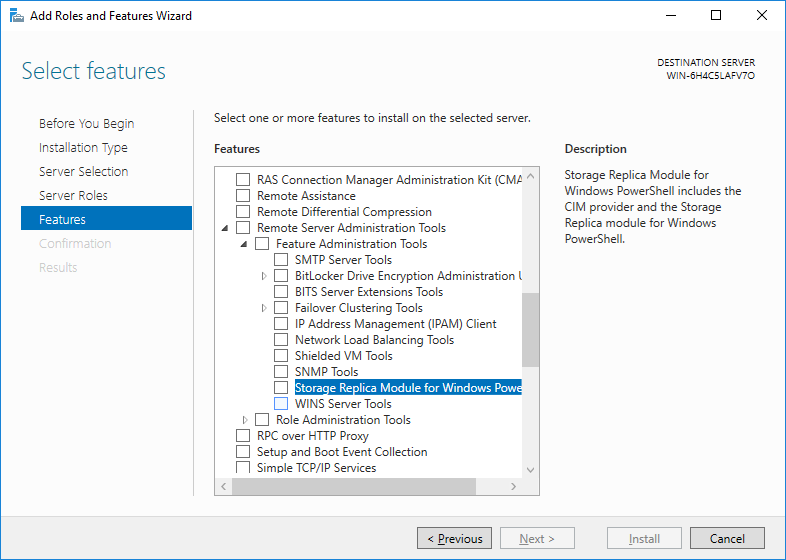 Add Roles and Features Wizard
Select features
DESTINATION SERVER
WIN-6H4C5LAFV7O
Before You Begin
Installation Type
Server Selection
Server Roles
Features
Confirmation
Results
Select one or more features to install on the selected server.
Features
RAS Connection Manager Administration Kit (CMA
Remote Assistance
Remote Differential Compression
Remote Server Administration Tools
Feature Administration Tools
SMTP Server Tools
BitLocker Drive Encryption Administration U
BITS Server Extensions Tools
Failover Clustering Tools
IP Address Management (IPAM) Client
Network Load Balancing Tools
Shielded VM Tools
SNMP Tools
Storage Replica Module for Windows Powe
WINS Server Tools
Role Administration Tools
RPC over HTTP Proxy
Setup and Boot Event Collection
Simple TCP/IP Services
Description
Storage Replica Module for
Windows PowerShell includes the
CIM provider and the Storage
Replica module for Windows
PowerShell.
< Previous
Next >
Install
Cancel